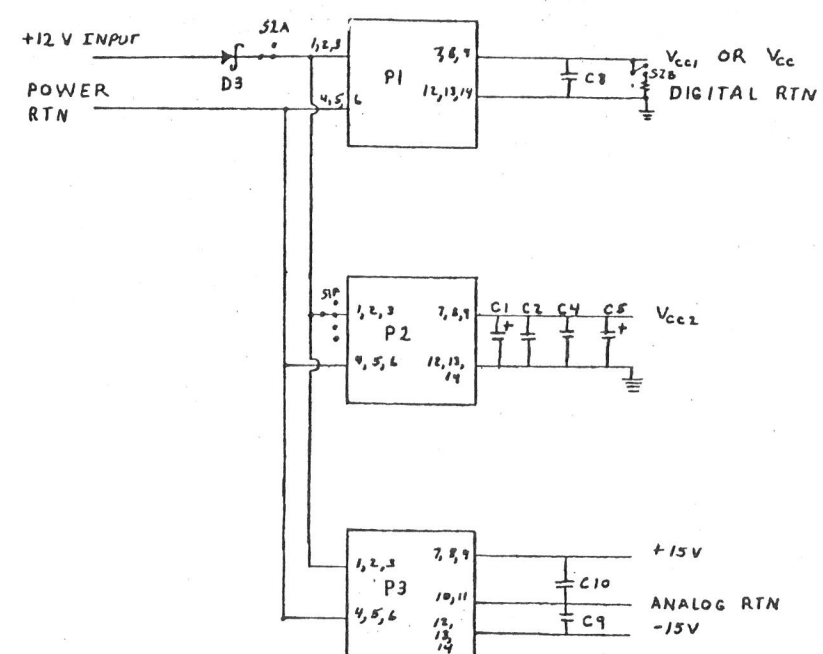 +12 V INPUT
D3
S2A
1,2,3
P1
7,8,9
C8
VCC1 OR VCC
S2B
DIGITAL RTN
POWER
RTN
4,5,6
12,13,14
1,2,3
P2
7,8,9
C1 C2 C4 C5
+ +
VCC2
4,5,6
12,13,
14
1,2,3
P3
7,8,9
+15V
C10
10,11
ANALOG RTN
4,5,6
12,
13,
14
C9
-15V